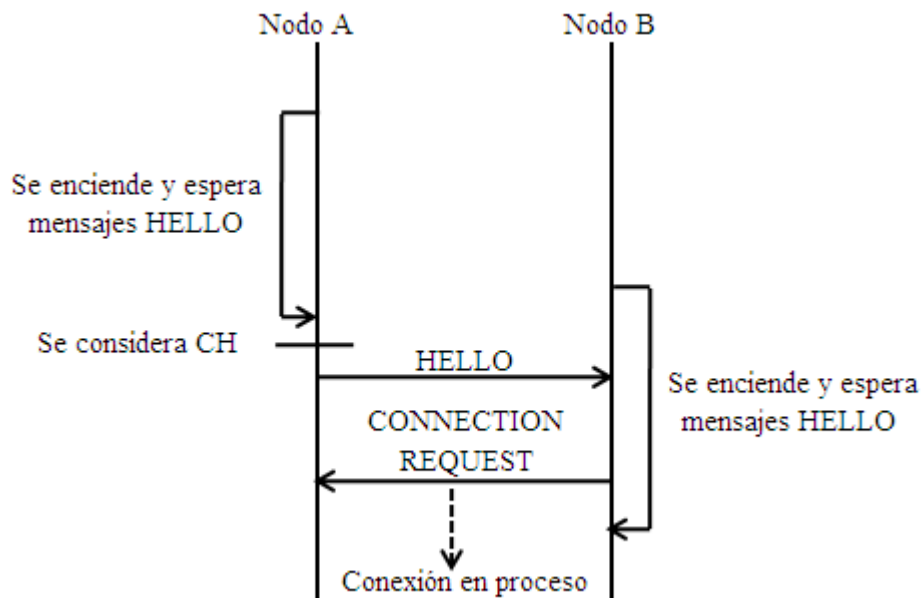 Nodo A
Nodo B
Se enciende y espera
mensajes HELLO
Se considera CH
HELLO
Se enciende y espera
mensajes HELLO
CONNECTION
REQUEST
Conexión en proceso